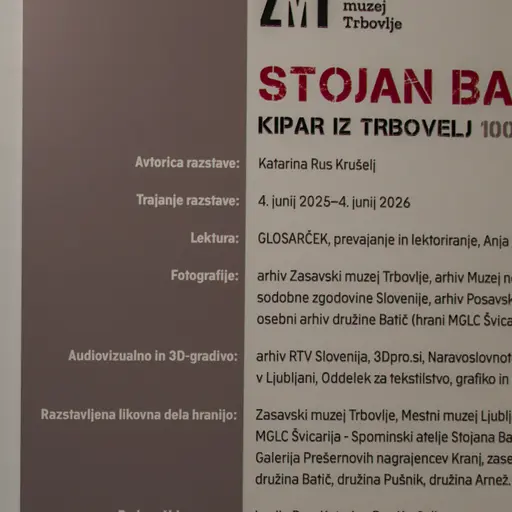 ZMT muzej
Trbovlje
STOJAN BA
KIPAR IZ TRBOVELJ 100
Avtorica razstave: Katarina Rus Krušelj
Trajanje razstave: 4. junij 2025–4. junij 2026
Lektura: GLOSARČEK, prevajanje in lektoriranje, Anja
Fotografije: arhiv Zasavski muzej Trbovlje, arhiv Muzej n
sodobne zgodovine Slovenije, arhiv Posavsk
osebni arhiv družine Batič (hrani MGLC Švica
Audiovizualno in 3D-gradivo: arhiv RTV Slovenija, 3Dpro.si, Naravoslovnot
v Ljubljani, Oddelek za tekstilstvo, grafiko in
Razstavljena likovna dela hranijo: Zasavski muzej Trbovlje, Mestni muzej Ljublj
MGLC Švicarija - Spominski atelje Stojana Ba
Galerija Prešernovih nagrajencev Kranj, zase
družina Batič, družina Pušnik, družina Arnež.